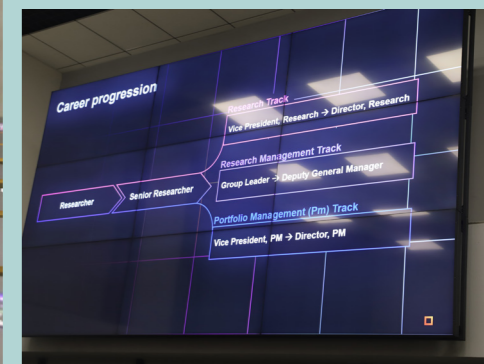 Career progression
Research Track
Vice President, Research → Director, Research
Research Management Track
Group Leader → Deputy General Manager
Researcher
Senior Researcher
Portfolio Management (Pm) Track
Vice President, PM → Director, PM